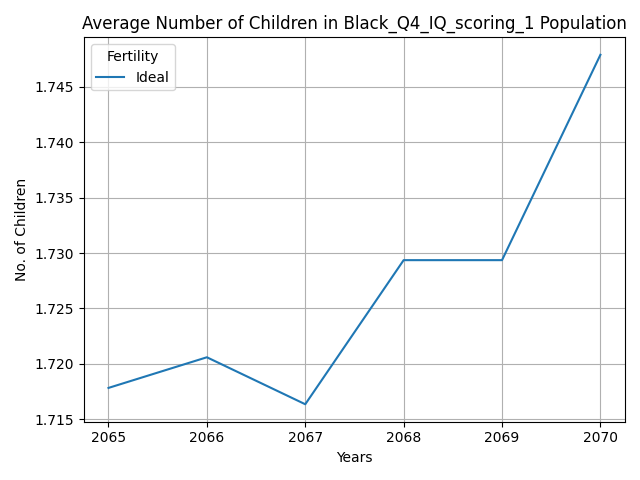 Average Number of Children in Black_Q4_IQ_scoring_1 Population
Fertility
Ideal
No. of Children
1.745
1.740
1.735
1.730
1.725
1.720
1.715
2065 2066 2067 2068 2069 2070
Years